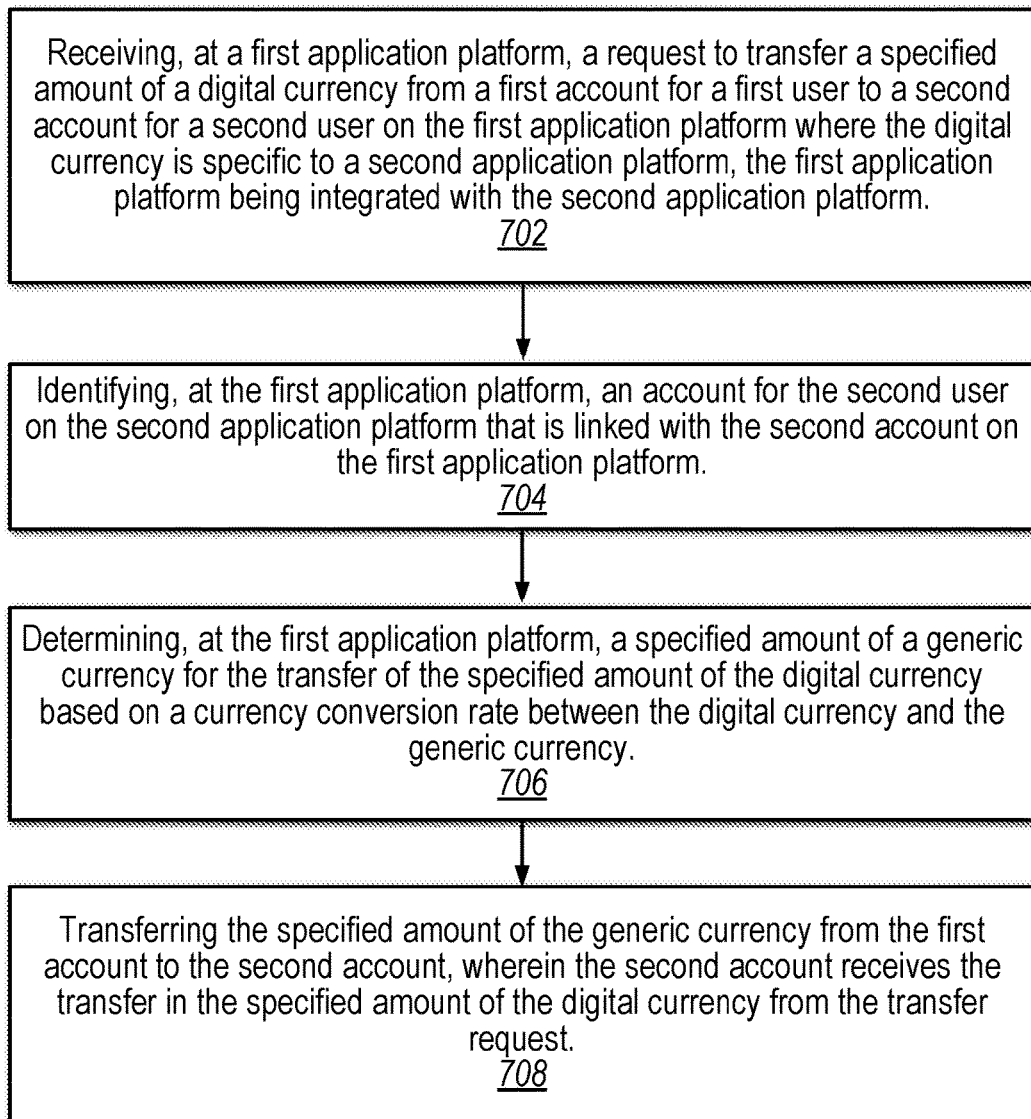 Receiving, at a first application platform, a request to transfer a specified
amount of a digital currency from a first account for a first user to a second
account for a second user on the first application platform where the digital
currency is specific to a second application platform, the first application
platform being integrated with the second application platform.
702
Identifying, at the first application platform, an account for the second user
on the second application platform that is linked with the second account on
the first application platform.
704
Determining, at the first application platform, a specified amount of a generic
currency for the transfer of the specified amount of the digital currency
based on a currency conversion rate between the digital currency and the
generic currency.
706
Transferring the specified amount of the generic currency from the first
account to the second account, wherein the second account receives the
transfer in the specified amount of the digital currency from the transfer
request.
708